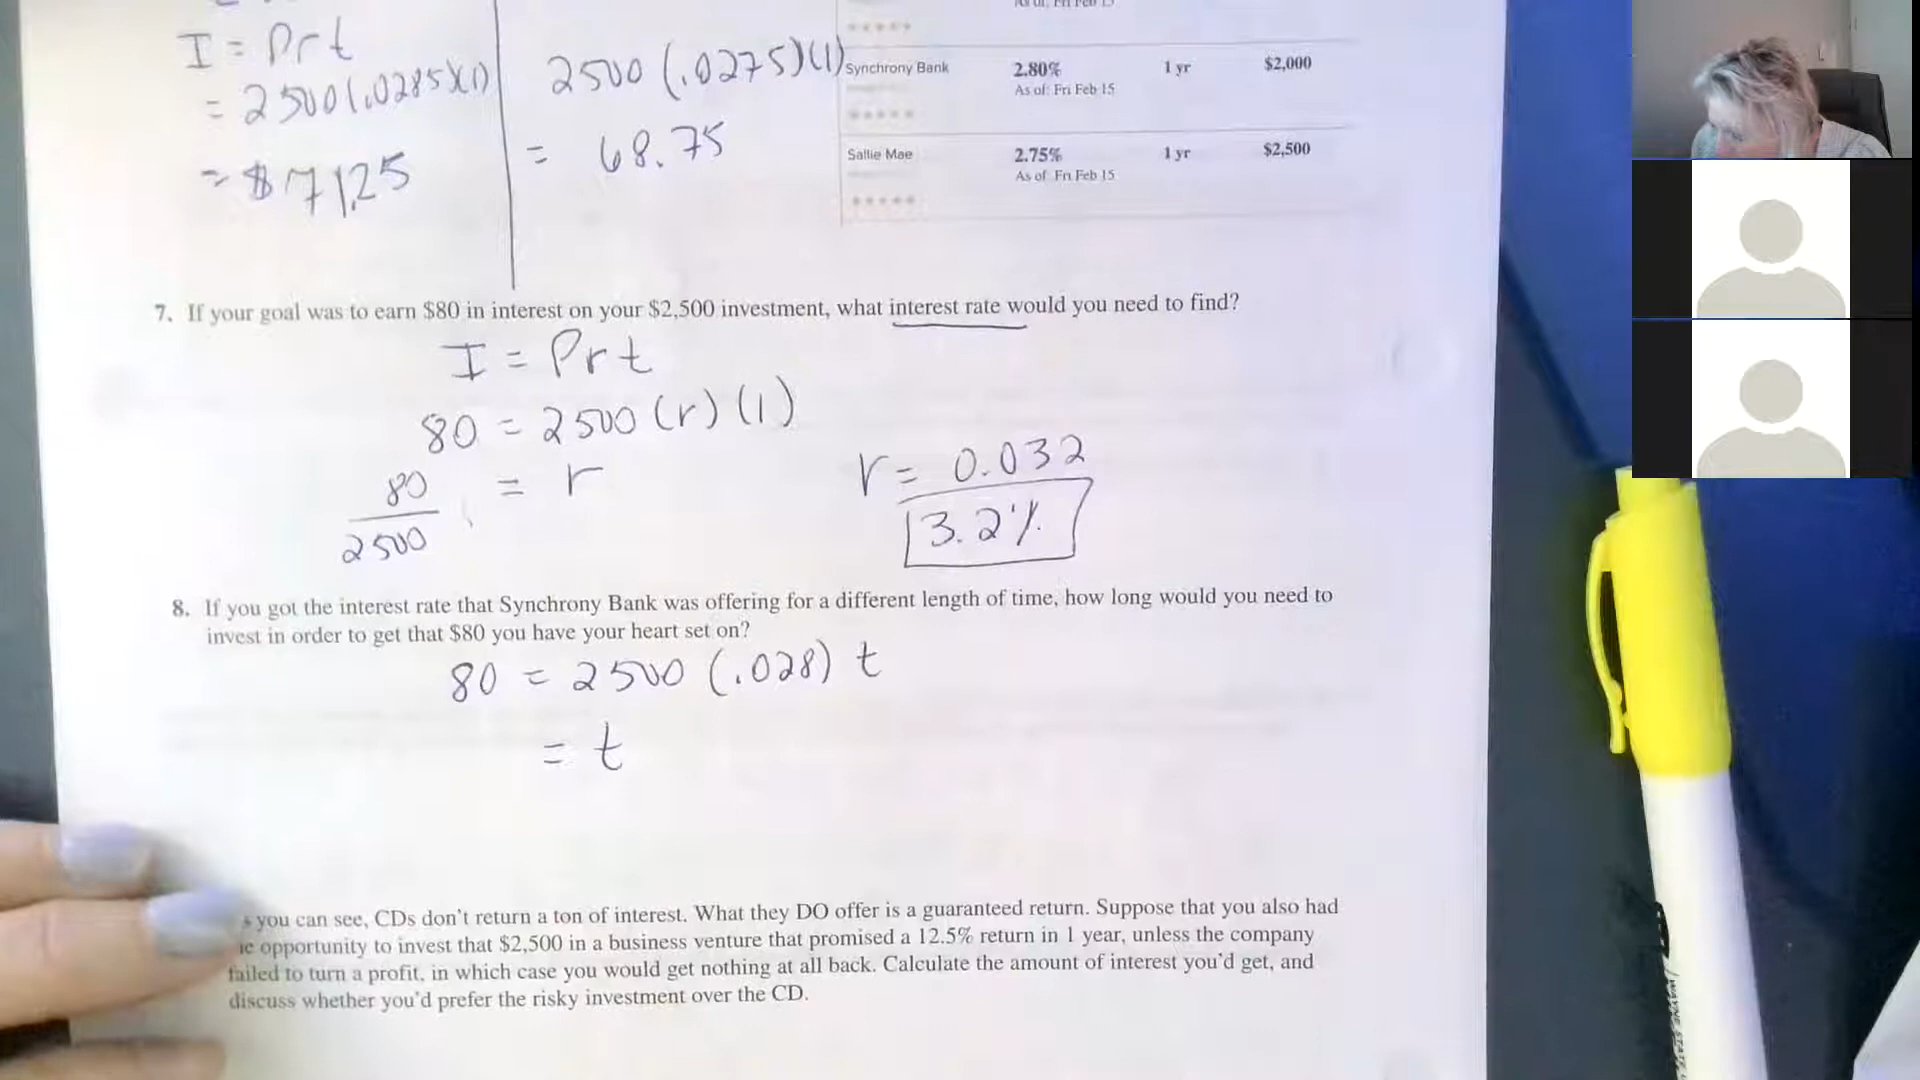 I = Prt
= 2500(.0285)(1)
= $71.25
2500 (.0275)(1)
= 68.75
As of: Fri Feb 15
Synchrony Bank 2.80% 1 yr $2,000
As of: Fri Feb 15
Sallie Mae 2.75% 1 yr $2,500
As of: Fri Feb 15
7. If your goal was to earn $80 in interest on your $2,500 investment, what interest rate would you need to find?
I = Prt
80 = 2500 (r) (1)
80/2500 = r
r = 0.032
3.2%
8. If you got the interest rate that Synchrony Bank was offering for a different length of time, how long would you need to
invest in order to get that $80 you have your heart set on?
80 = 2500 (.028) t
= t
you can see, CDs don't return a ton of interest. What they DO offer is a guaranteed return. Suppose that you also had
opportunity to invest that $2,500 in a business venture that promised a 12.5% return in 1 year, unless the company
failed to turn a profit, in which case you would get nothing at all back. Calculate the amount of interest you'd get, and
discuss whether you'd prefer the risky investment over the CD.
WAYNE STATE